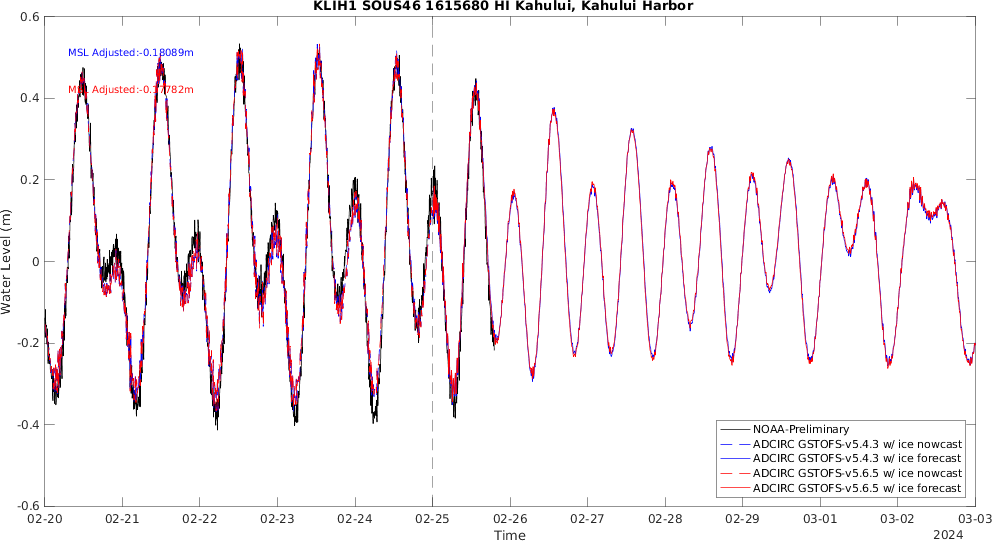 KLIH1 SOUS46 1615680 HI Kahului, Kahului Harbor
0.6
0.4
0.2
0
-0.2
-0.4
-0.6
Water Level (m)
MSL Adjusted:-0.18089m
MSL Adjusted:-0.17782m
NOAA-Preliminary
ADCIRC GSTOFS-v5.4.3 w/ ice nowcast
ADCIRC GSTOFS-v5.4.3 w/ ice forecast
ADCIRC GSTOFS-v5.6.5 w/ ice nowcast
ADCIRC GSTOFS-v5.6.5 w/ ice forecast
02-20 02-21 02-22 02-23 02-24 02-25 02-26 02-27 02-28 02-29 03-01 03-02 03-03
Time
2024